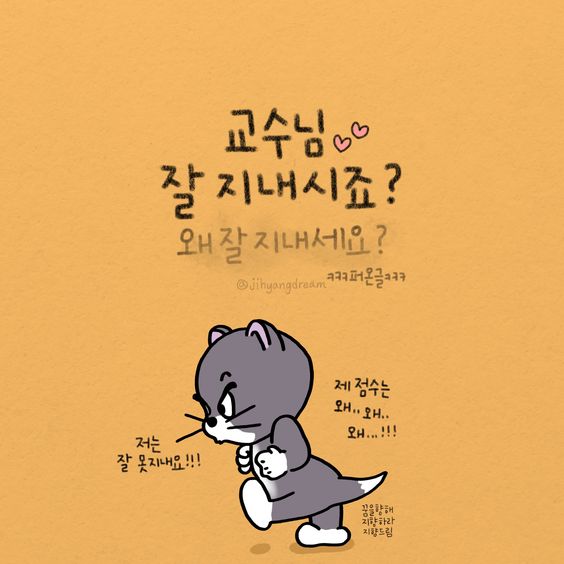 교수님
잘 지내시죠?
왜 잘 지내세요?
ㅋㅋㅋ퍼온글ㅋㅋㅋ
@jihyangdream
제 점수는
왜.. 왜..
왜...!!!
저는
잘 못지내요!!!
꿈을향해
지향하라
지향드림